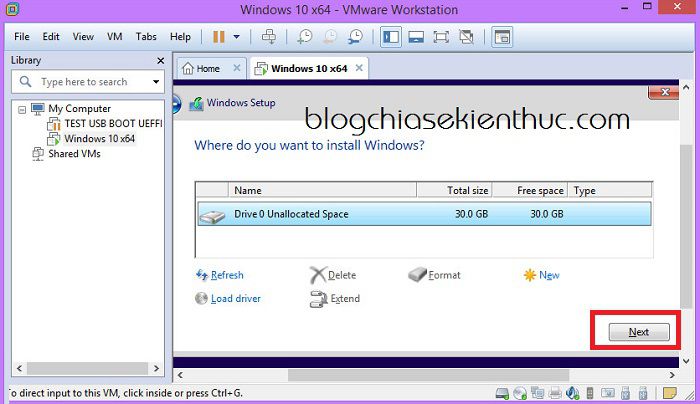 Windows 10 x64 - VMware Workstation
File Edit View VM Tabs Help
Library
Home
Windows 10 x64
Type here to search
My Computer
TEST USB BOOT UEFFI
Windows 10 x64
Shared VMs
Windows Setup
blogchiasekienthuc.com
Where do you want to install Windows?
Name Total size Free space Type
Drive 0 Unallocated Space 30.0 GB 30.0 GB
Refresh Delete Format New
Load driver Extend
Next
To direct input to this VM, click inside or press Ctrl+G.